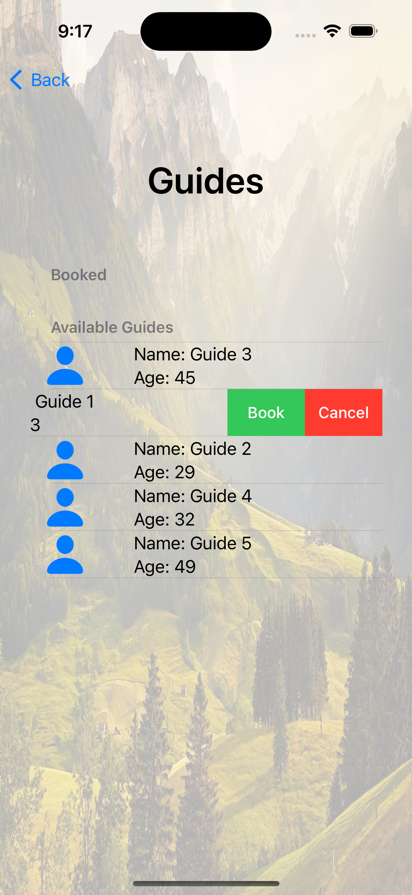 9:17
Back
Guides
Booked
Available Guides
Name: Guide 3
Age: 45
Guide 1
3
Book
Cancel
Name: Guide 2
Age: 29
Name: Guide 4
Age: 32
Name: Guide 5
Age: 49